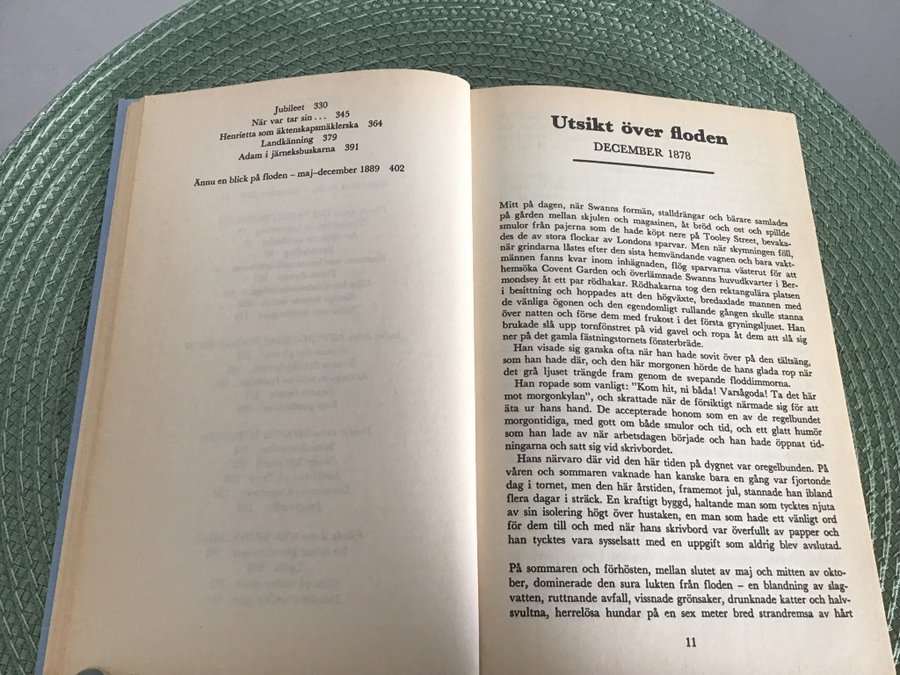 Jubileet 330
När var tar sin... 345
Henrietta som äktenskapsmäklerska 364
Landkänning 379
Adam i järneksbuskarna 391
Ännu en blick på floden – maj–december 1889 402
Utsikt över floden
DECEMBER 1878
Mitt på dagen, när Swanns formän, stalldrängar och bärare samlades
på gården mellan skjulen och magasinen, åt bröd och ost och spillde
smulor från pajerna som de hade köpt nere på Tooley Street, bevaka-
des de av stora flockar av Londons sparvar. Men när skymningen föll,
när grindarna låstes efter den sista hemvändande vagnen och bara vakt-
männen fanns kvar inom inhägnaden, flög sparvarna västerut för att
hemsöka Covent Garden och överlämnade Swanns huvudkvarter i Ber-
mondsey åt ett par rödhakar. Rödhakarna tog den rektangulära platsen
i besittning och hoppades att den högväxte, bredaxlade mannen med
de vänliga ögonen och den egendomligt rullande gången skulle stanna
över natten och förse dem med frukost i det första gryningsljuset. Han
brukade slå upp tornfönstret på vid gavel och ropa åt dem att slå sig
ner på det gamla fästningstornets fönsterbräde.
Han visade sig ganska ofta när han hade sovit över på den tältsäng,
som han hade där, och den här morgonen hörde de hans glada rop när
det grå ljuset trängde fram genom de svepande floddimmorna.
Han ropade som vanligt: ”Kom hit, ni båda! Varsågoda! Ta det här
mot morgonkylan”, och skrattade när de försiktigt närmade sig för att
äta ur hans hand. De accepterade honom som en av de regelbundet
morgontidiga, med gott om både smulor och tid, och ett glatt humör
som han lade av när arbetsdagen började och han hade öppnat tid-
ningarna och satt sig vid skrivbordet.
Hans närvaro där vid den här tiden på dygnet var oregelbunden. På
våren och sommaren vaknade han kanske bara en gång var fjortonde
dag i tornet, men den här årstiden, framemot jul, stannade han ibland
flera dagar i sträck. En kraftigt byggd, haltande man som tycktes njuta
av sin isolering högt över hustaken, en man som hade ett vänligt ord
för dem till och med när hans skrivbord var överfullt av papper och
han tycktes vara sysselsatt med en uppgift som aldrig blev avslutad.
På sommaren och förhösten, mellan slutet av maj och mitten av okto-
ber, dominerade den sura lukten från floden – en blandning av slag-
vatten, ruttnande avfall, vissnade grönsaker, drunknade katter och halv-
svultna, herrelösa hundar på en sex meter bred strandremsa av hårt
11